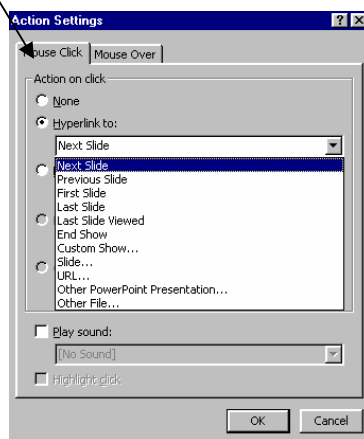 Action Settings
Mouse Click
Mouse Over
Action on click
None
Hyperlink to:
Next Slide
Next Slide
Previous Slide
First Slide
Last Slide
Last Slide Viewed
End Show
Custom Show...
Slide...
URL...
Other PowerPoint Presentation...
Other File...
Play sound:
[No Sound]
Highlight click
OK
Cancel